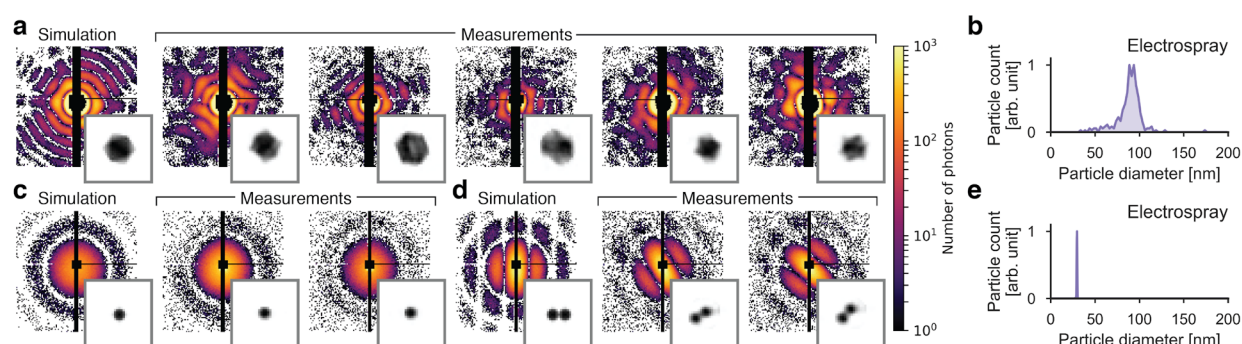 a
Simulation
Measurements
10³
10²
10¹
10⁰
Number of photons
b
Electrospray
Particle count
[arb. unit]
1
0
0 50 100 150 200
Particle diameter [nm]
c
Simulation
Measurements
d
Simulation
Measurements
e
Electrospray
Particle count
[arb. unit]
1
0
0 50 100 150 200
Particle diameter [nm]